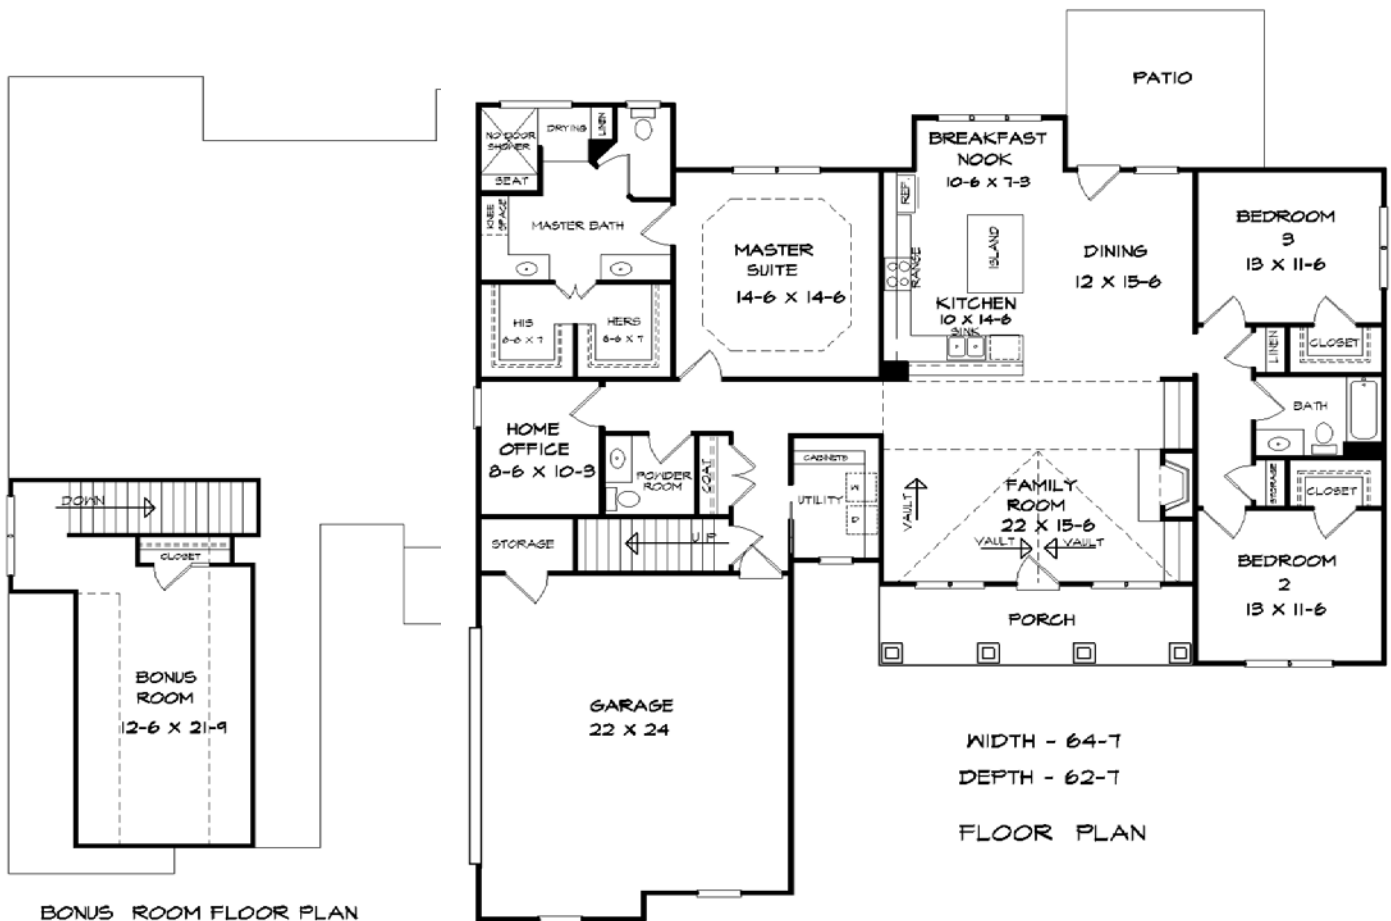 PATIO
BREAKFAST
NOOK
10-6 X 7-3
NO DOOR
SHOWER
SEAT
DRYING
LINEN
KNEE
SPACE
MASTER BATH
MASTER
SUITE
14-6 X 14-6
REF.
RANGE
ISLAND
KITCHEN
10 X 14-6
SINK
DINING
12 X 15-6
BEDROOM
3
13 X 11-6
HIS
6-6 X 7
HERS
6-6 X 7
LINEN
CLOSET
BATH
HOME
OFFICE
8-6 X 10-3
POWDER
ROOM
COAT
CABINETS
UTILITY
W
D
VAULT
FAMILY
ROOM
22 X 15-6
VAULT
VAULT
STORAGE
CLOSET
BEDROOM
2
13 X 11-6
STORAGE
UP
PORCH
DOWN
CLOSET
BONUS
ROOM
12-6 X 21-9
GARAGE
22 X 24
WIDTH - 64-7
DEPTH - 62-7
FLOOR PLAN
BONUS ROOM FLOOR PLAN